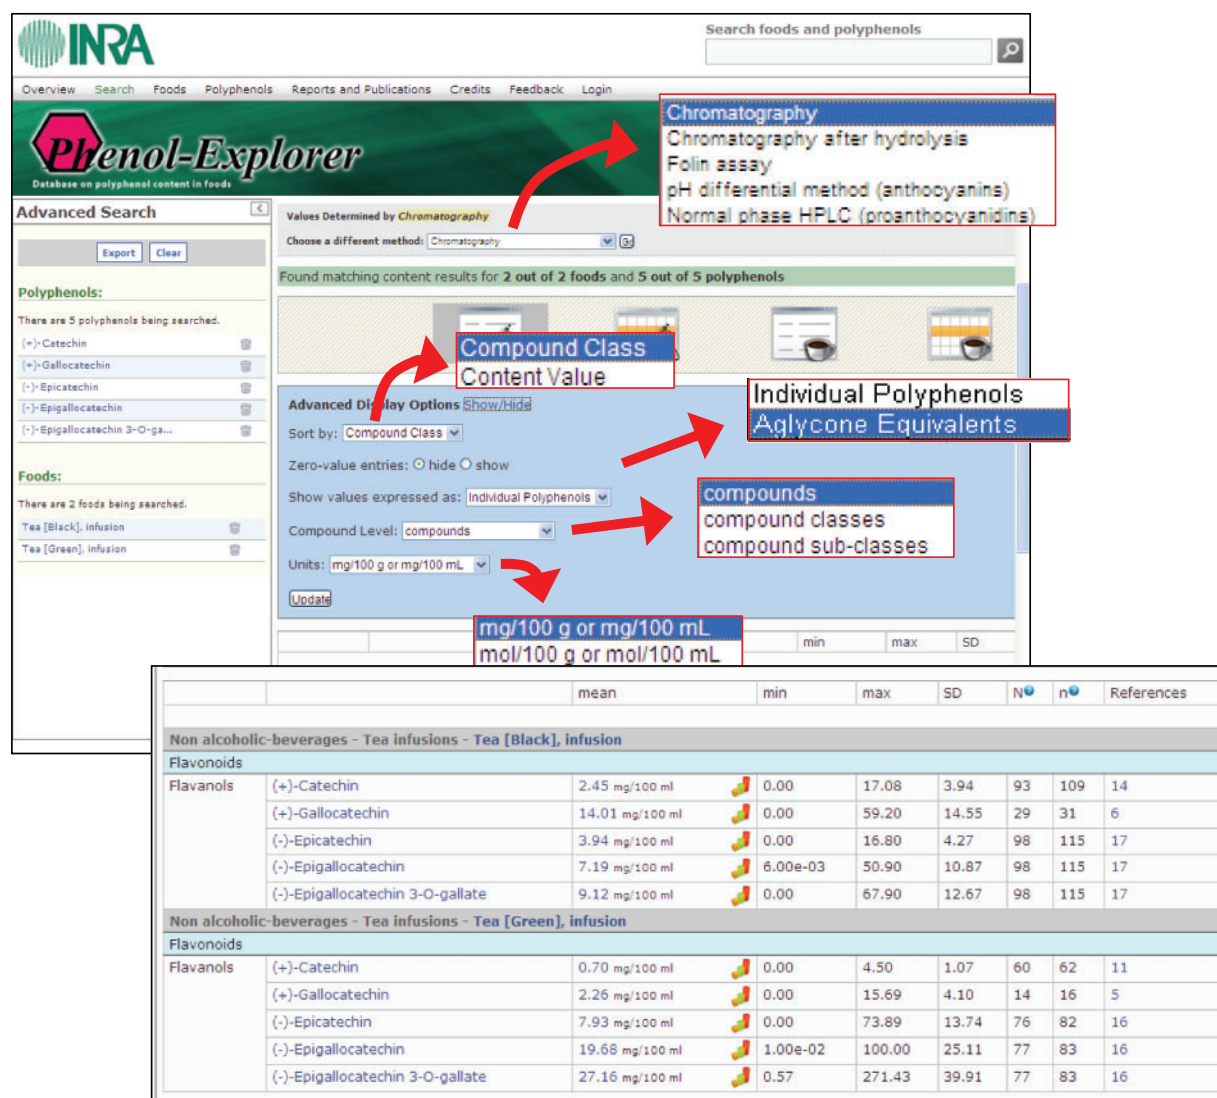 INRA
Search foods and polyphenols
Overview Search Foods Polyphenols Reports and Publications Credits Feedback Login
Phenol-Explorer
Database on polyphenol content in foods
Chromatography
Chromatography after hydrolysis
Folin assay
pH differential method (anthocyanins)
Normal phase HPLC (proanthocyanidins)
Advanced Search
Export Clear
Polyphenols:
There are 5 polyphenols being searched.
(+)-Catechin
(+)-Gallocatechin
(-)-Epicatechin
(-)-Epigallocatechin
(-)-Epigallocatechin 3-O-ga...
Foods:
There are 2 foods being searched.
Tea [Black], infusion
Tea [Green], infusion
Values Determined by Chromatography
Choose a different method: Chromatography Go
Found matching content results for 2 out of 2 foods and 5 out of 5 polyphenols
Compound Class
Content Value
Advanced Display Options Show/Hide
Sort by: Compound Class
Zero-value entries: hide show
Show values expressed as: Individual Polyphenols
Compound Level: compounds
Units: mg/100 g or mg/100 mL
Update
Individual Polyphenols
Aglycone Equivalents
compounds
compound classes
compound sub-classes
mg/100 g or mg/100 mL
mol/100 g or mol/100 mL
min max SD
mean min max SD N n References
Non alcoholic-beverages - Tea infusions - Tea [Black], infusion
Flavonoids
Flavanols (+)-Catechin 2.45 mg/100 ml 0.00 17.08 3.94 93 109 14
(+)-Gallocatechin 14.01 mg/100 ml 0.00 59.20 14.55 29 31 6
(-)-Epicatechin 3.94 mg/100 ml 0.00 16.80 4.27 98 115 17
(-)-Epigallocatechin 7.19 mg/100 ml 6.00e-03 50.90 10.87 98 115 17
(-)-Epigallocatechin 3-O-gallate 9.12 mg/100 ml 0.00 67.90 12.67 98 115 17
Non alcoholic-beverages - Tea infusions - Tea [Green], infusion
Flavonoids
Flavanols (+)-Catechin 0.70 mg/100 ml 0.00 4.50 1.07 60 62 11
(+)-Gallocatechin 2.26 mg/100 ml 0.00 15.69 4.10 14 16 5
(-)-Epicatechin 7.93 mg/100 ml 0.00 73.89 13.74 76 82 16
(-)-Epigallocatechin 19.68 mg/100 ml 1.00e-02 100.00 25.11 77 83 16
(-)-Epigallocatechin 3-O-gallate 27.16 mg/100 ml 0.57 271.43 39.91 77 83 16